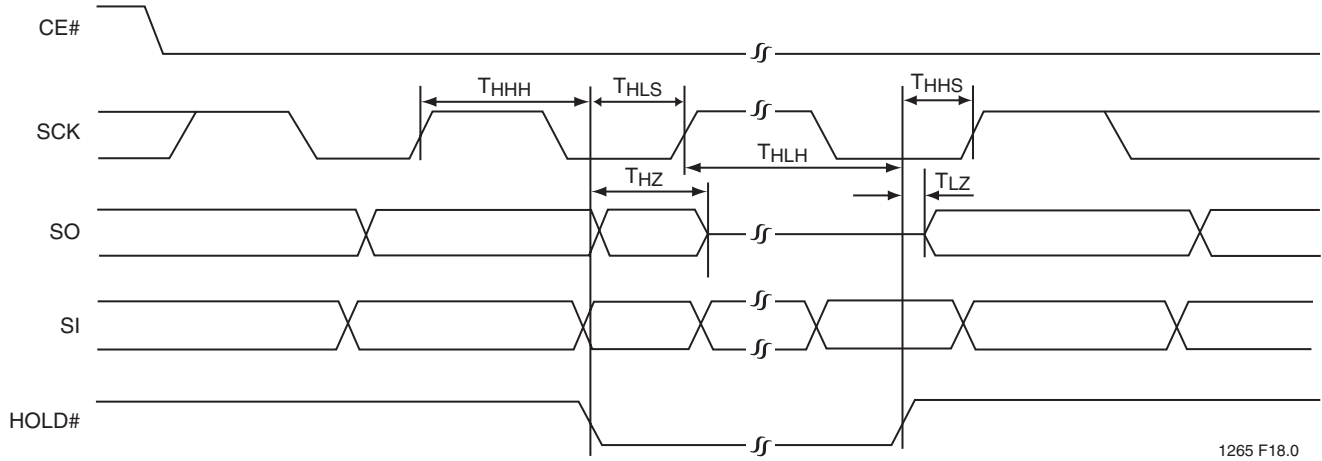 CE#
THHH THLS THHS
SCK
THLH
THZ TLZ
SO
SI
HOLD#
1265 F18.0